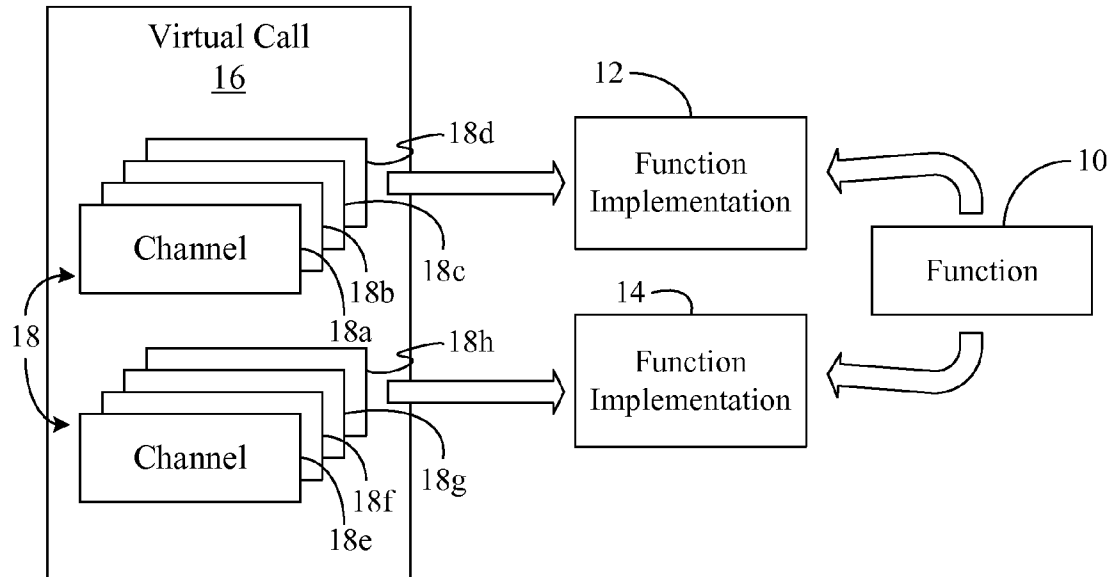 Virtual Call
16
18d
Channel
18c
18b
18a
18
18h
Channel
18g
18f
18e
12
Function
Implementation
14
Function
Implementation
10
Function